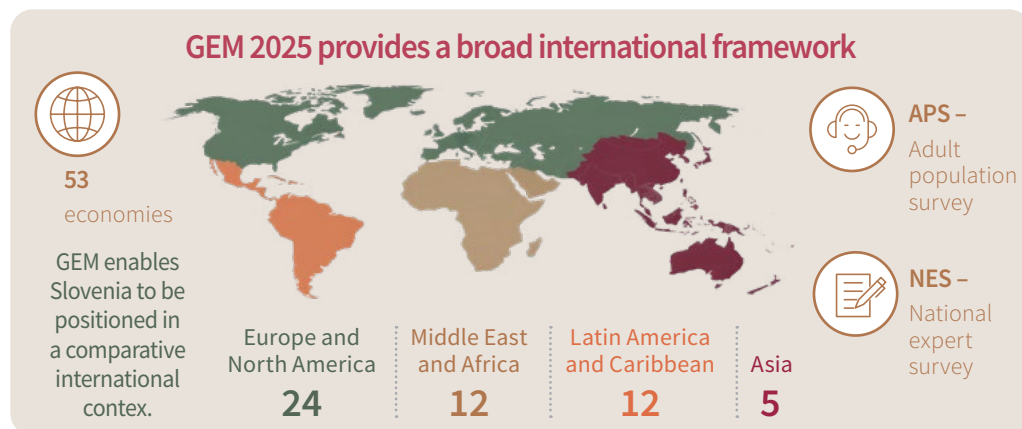 GEM 2025 provides a broad international framework
53
economies
GEM enables
Slovenia to be
positioned in
a comparative
international
contex.
Europe and
North America
24
Middle East
and Africa
12
Latin America
and Caribbean
12
Asia
5
APS –
Adult
population
survey
NES –
National
expert
survey